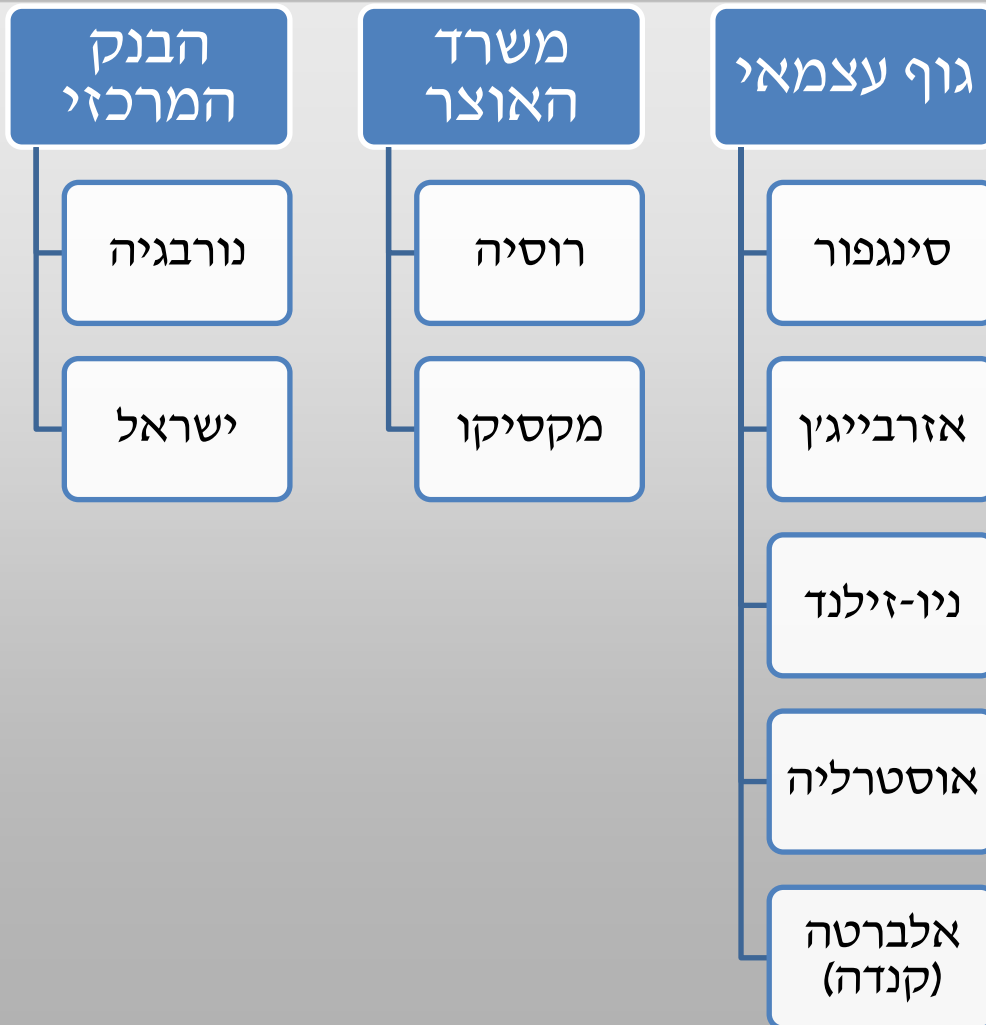 גוף עצמאי
סינגפור
אזרבייג'ן
ניו-זילנד
אוסטרליה
אלברטה
(קנדה)
משרד
האוצר
רוסיה
מקסיקו
הבנק
המרכזי
נורבגיה
ישראל